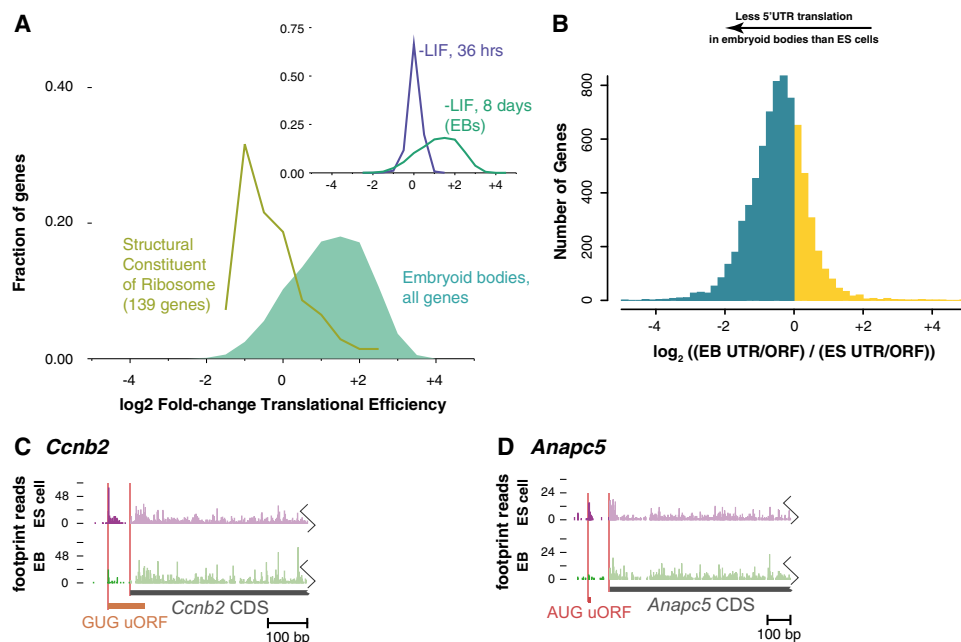 A
0.40
0.20
0.00
Fraction of genes
-4
-2
0
+2
+4
log2 Fold-change Translational Efficiency
Structural
Constituent
of Ribosome
(139 genes)
Embryoid bodies,
all genes
0.75
0.50
0.25
0.00
-4
-2
0
+2
+4
-LIF, 36 hrs
-LIF, 8 days
(EBs)
B
Less 5'UTR translation
in embryoid bodies than ES cells
800
600
400
200
0
Number of Genes
-4
-2
0
+2
+4
log2 ((EB UTR/ORF) / (ES UTR/ORF))
C Ccnb2
footprint reads
ES cell
48
0
EB
48
0
Ccnb2 CDS
GUG uORF
100 bp
D Anapc5
footprint reads
ES cell
24
0
EB
24
0
Anapc5 CDS
AUG uORF
100 bp